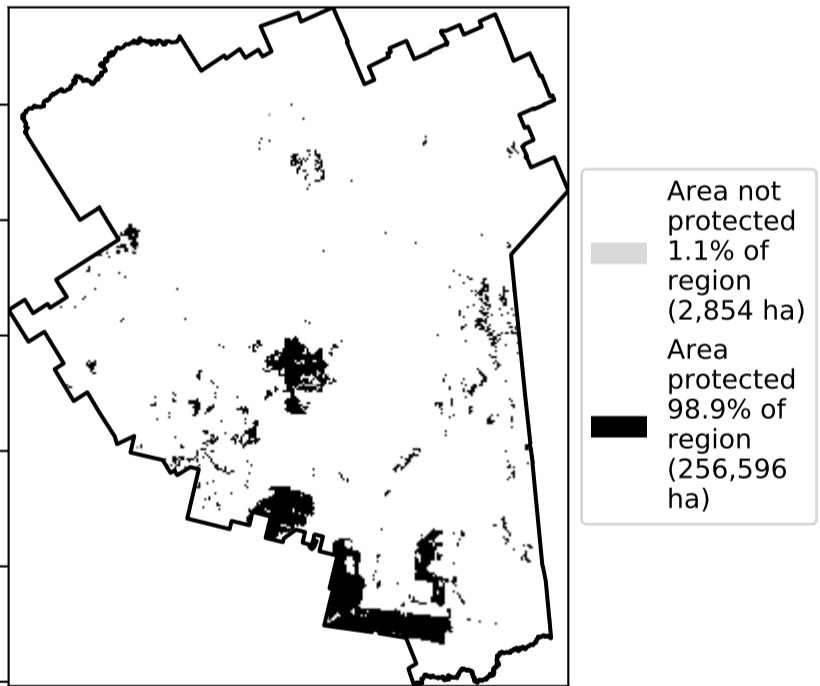 Area not
protected
1.1% of
region
(2,854 ha)
Area
protected
98.9% of
region
(256,596
ha)